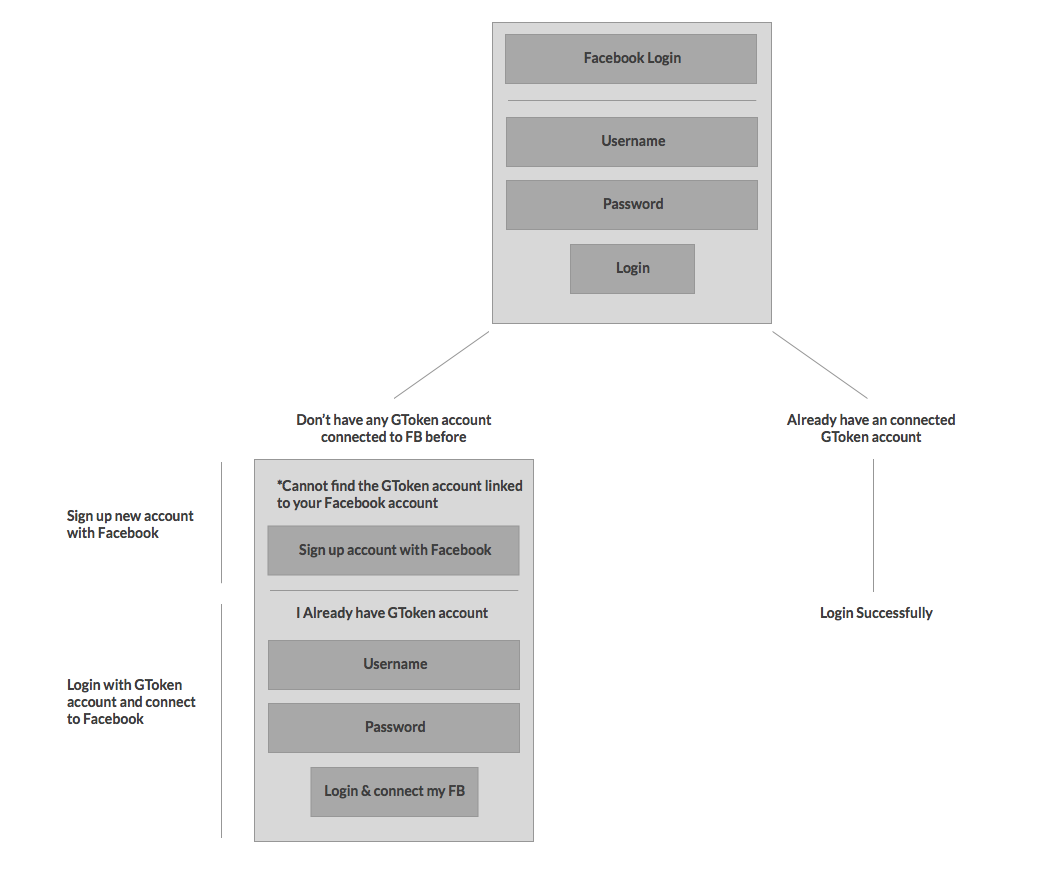 Facebook Login
Username
Password
Login
Don't have any GToken account
connected to FB before
Already have an connected
GToken account
*Cannot find the GToken account linked
to your Facebook account
Sign up new account
with Facebook
Sign up account with Facebook
I Already have GToken account
Login Successfully
Username
Login with GToken
account and connect
to Facebook
Password
Login & connect my FB